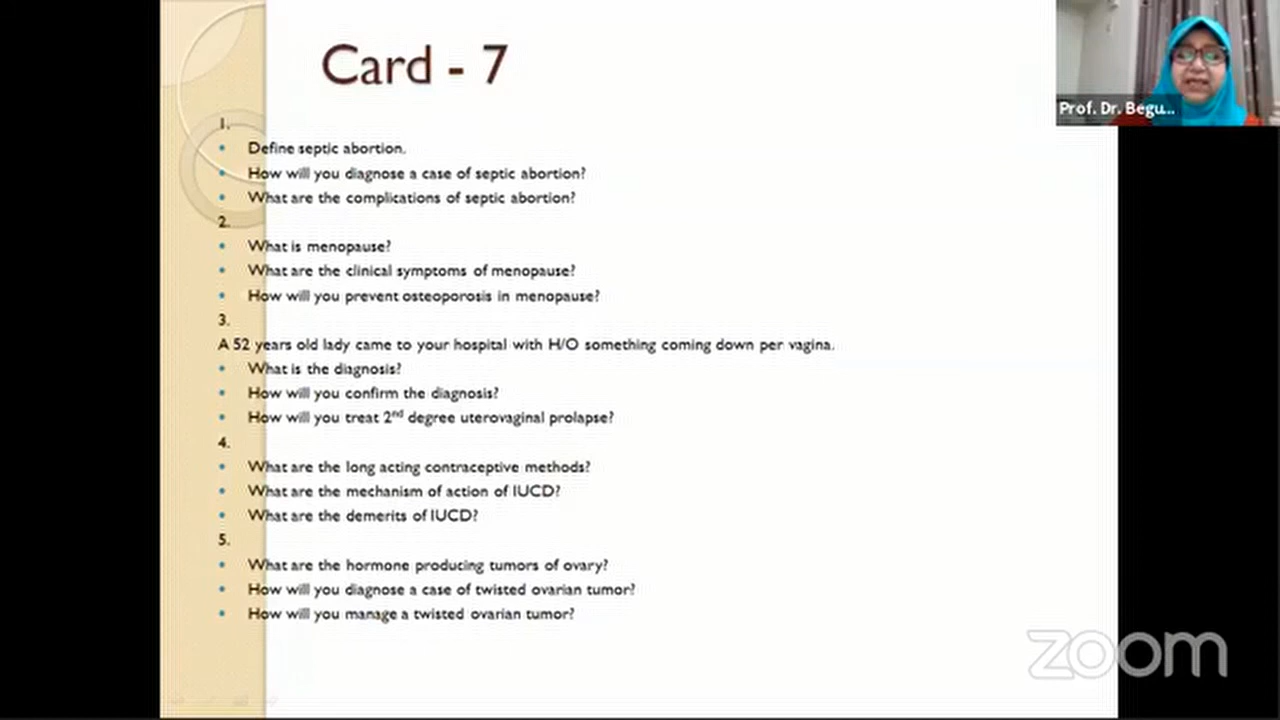 Card - 7
Prof. Dr. Begu...
1.
• Define septic abortion.
• How will you diagnose a case of septic abortion?
• What are the complications of septic abortion?
2.
• What is menopause?
• What are the clinical symptoms of menopause?
• How will you prevent osteoporosis in menopause?
3.
A 52 years old lady came to your hospital with H/O something coming down per vagina.
• What is the diagnosis?
• How will you confirm the diagnosis?
• How will you treat 2nd degree uterovaginal prolapse?
4.
• What are the long acting contraceptive methods?
• What are the mechanism of action of IUCD?
• What are the demerits of IUCD?
5.
• What are the hormone producing tumors of ovary?
• How will you diagnose a case of twisted ovarian tumor?
• How will you manage a twisted ovarian tumor?
zoom